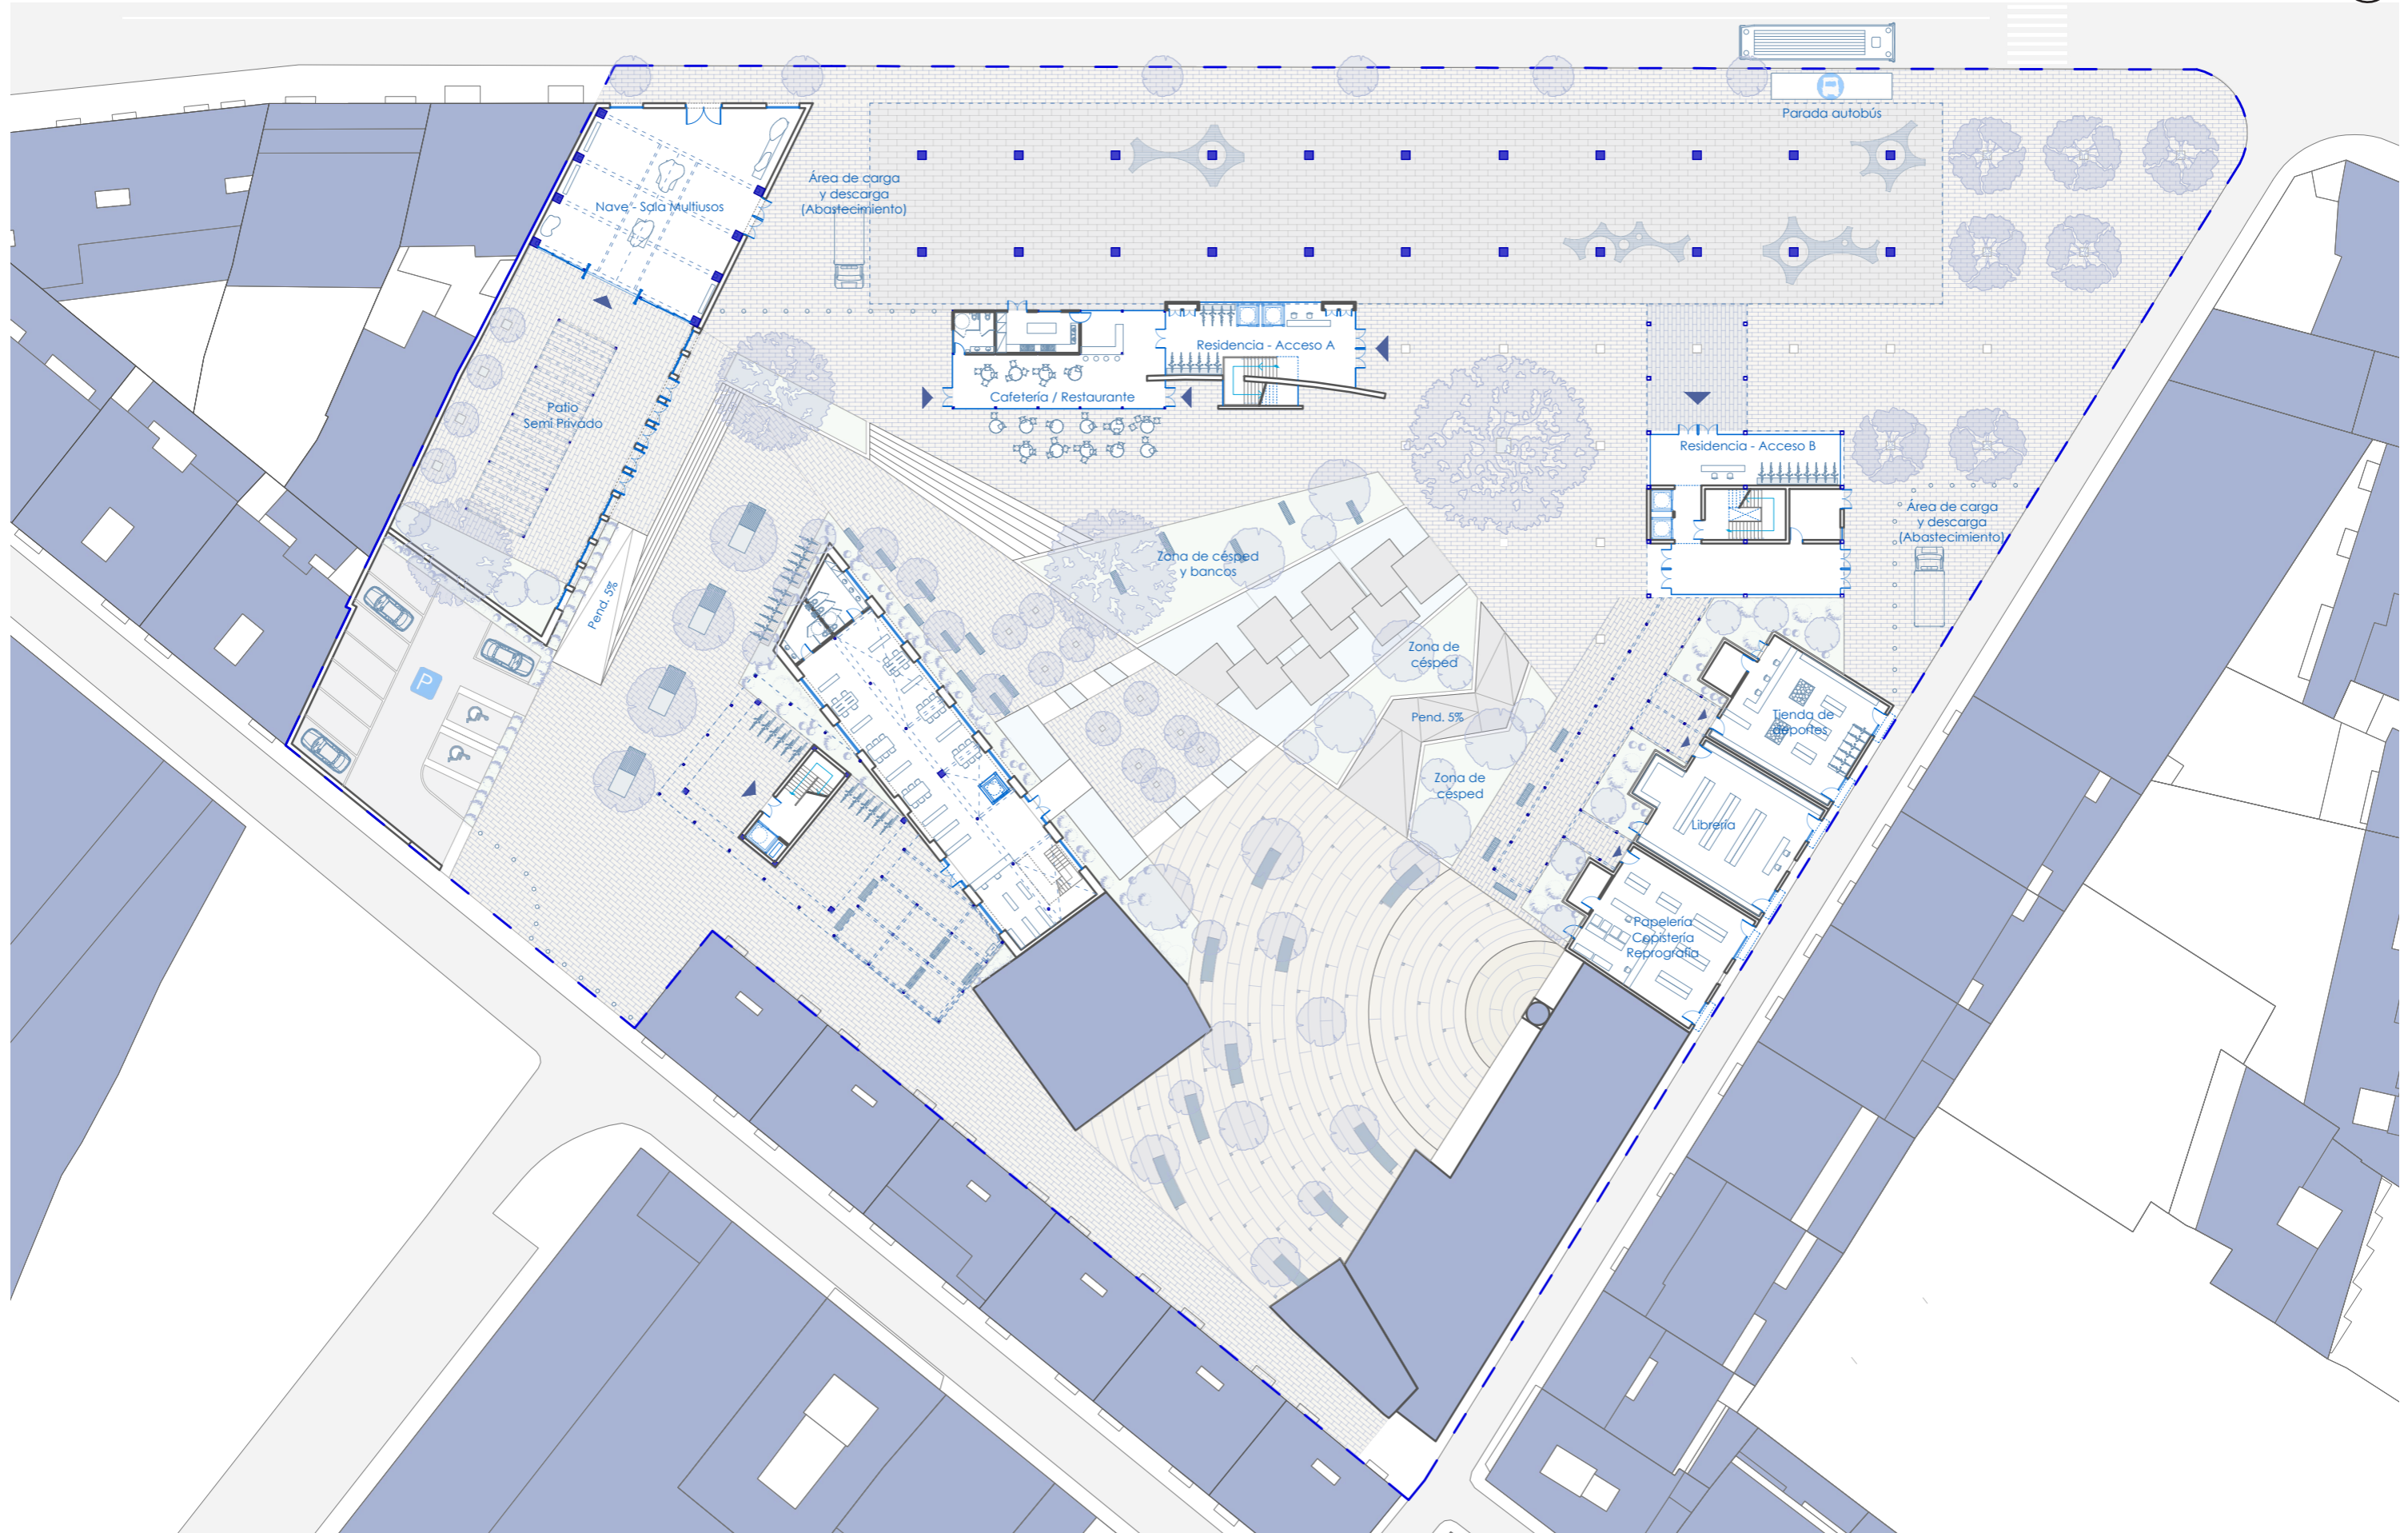 Parada autobús
Área de carga
y descarga
(Abastecimiento)
Nave - Sala Multiusos
Residencia - Acceso A
Cafetería / Restaurante
Patio
Semi Privado
Residencia - Acceso B
Área de carga
y descarga
(Abastecimiento)
Zona de césped
y bancos
Pend. 5%
Zona de
césped
P
Pend. 5%
Tienda de
deportes
Zona de
césped
Librería
Papelería
Copistería
Reprografía